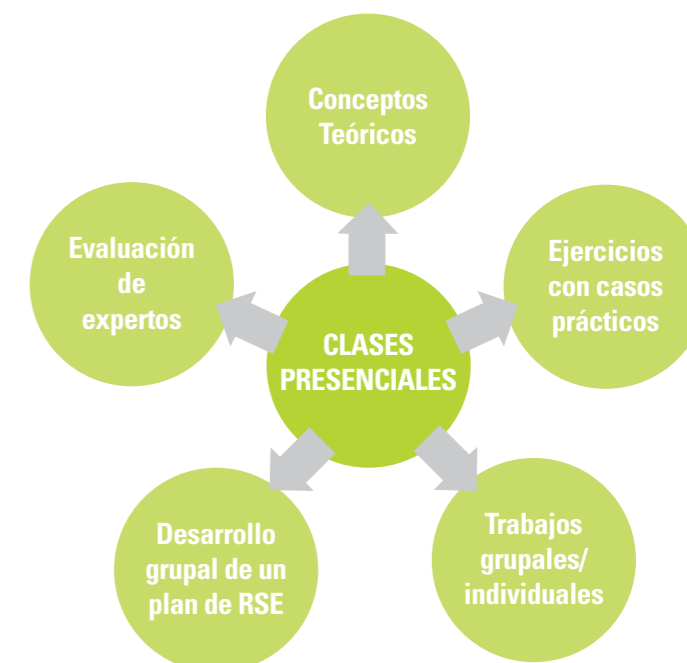 Conceptos
Teóricos
Evaluación
de
expertos
Ejercicios
con casos
prácticos
CLASES
PRESENCIALES
Desarrollo
grupal de un
plan de RSE
Trabajos
grupales/
individuales